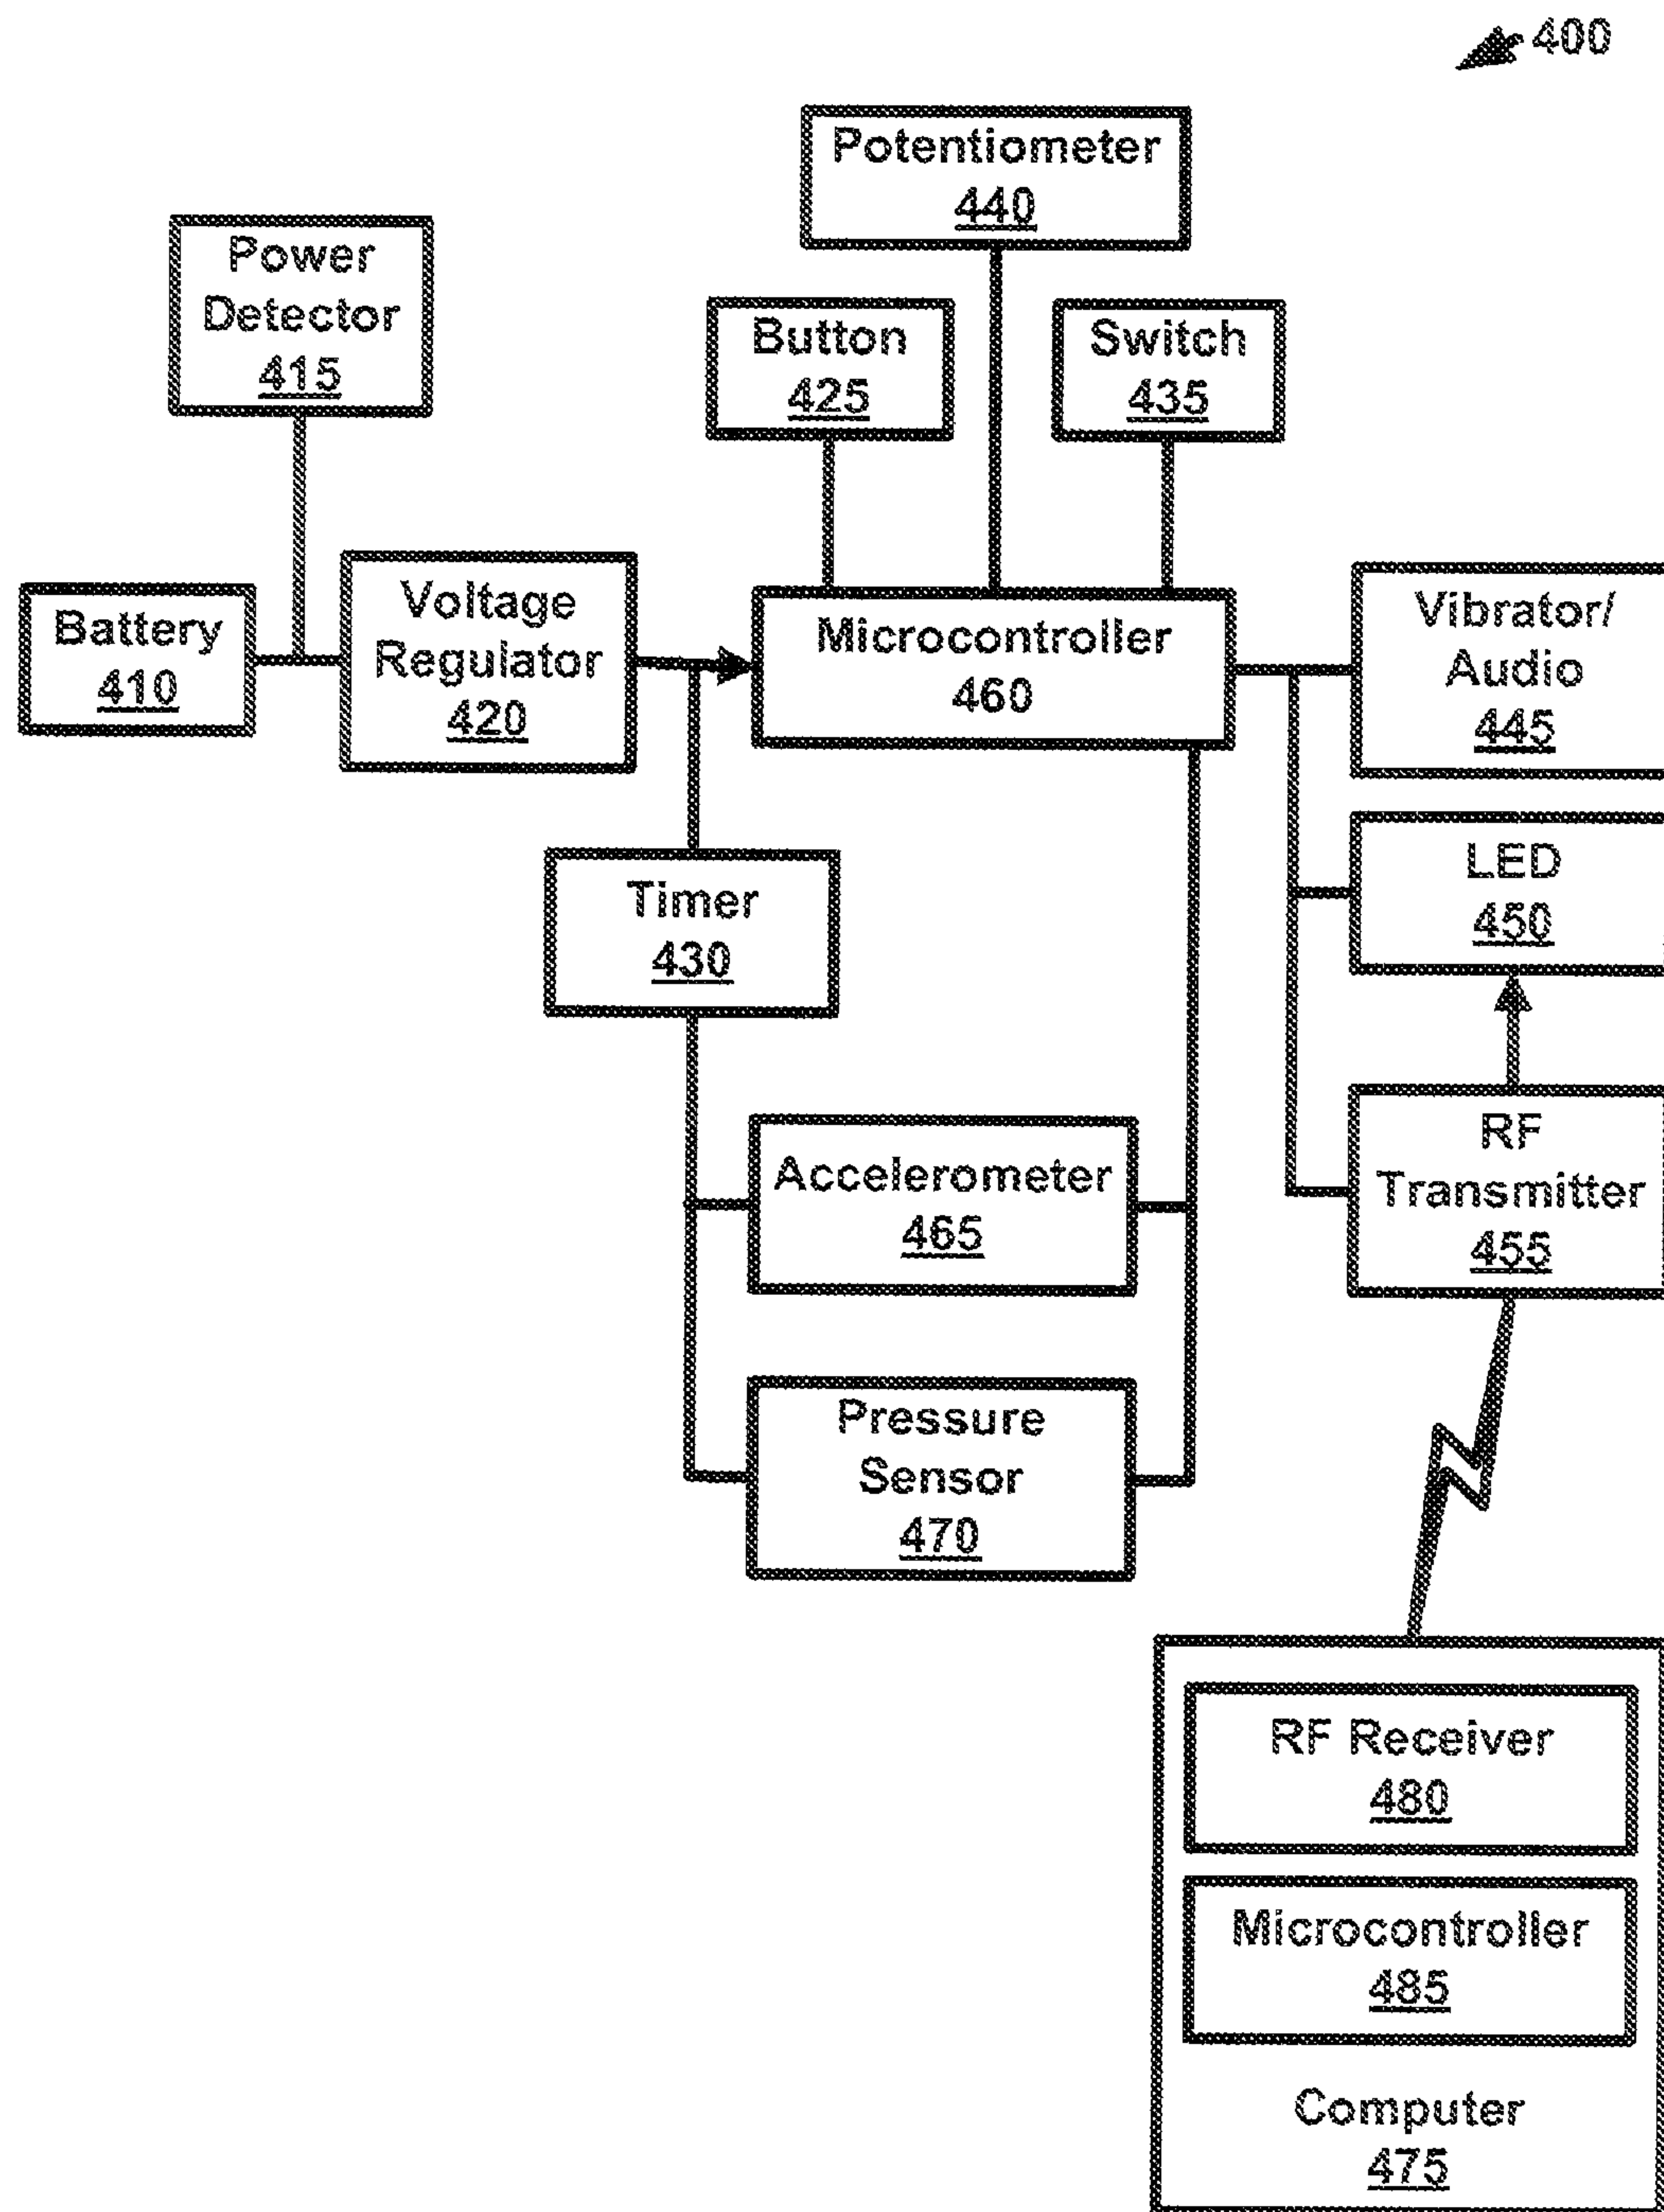 400
Potentiometer
440
Power
Detector
415
Button
425
Switch
435
Battery
410
Voltage
Regulator
420
Microcontroller
460
Vibrator/
Audio
445
LED
450
Timer
430
RF
Transmitter
455
Accelerometer
465
Pressure
Sensor
470
RF Receiver
480
Microcontroller
485
Computer
475